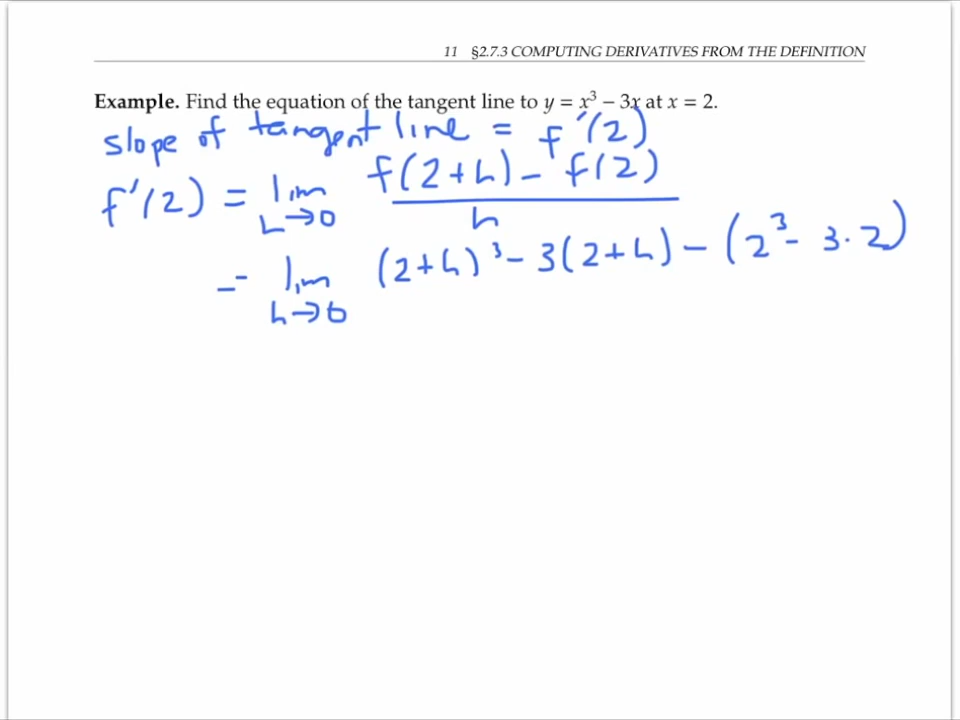 11 §2.7.3 COMPUTING DERIVATIVES FROM THE DEFINITION
Example. Find the equation of the tangent line to y = x³ − 3x at x = 2.
slope of tangent line = f'(2)
f'(2) = lim h→0 f(2+h) − f(2) / h
= lim h→0 (2+h)³ − 3(2+h) − (2³ − 3·2)